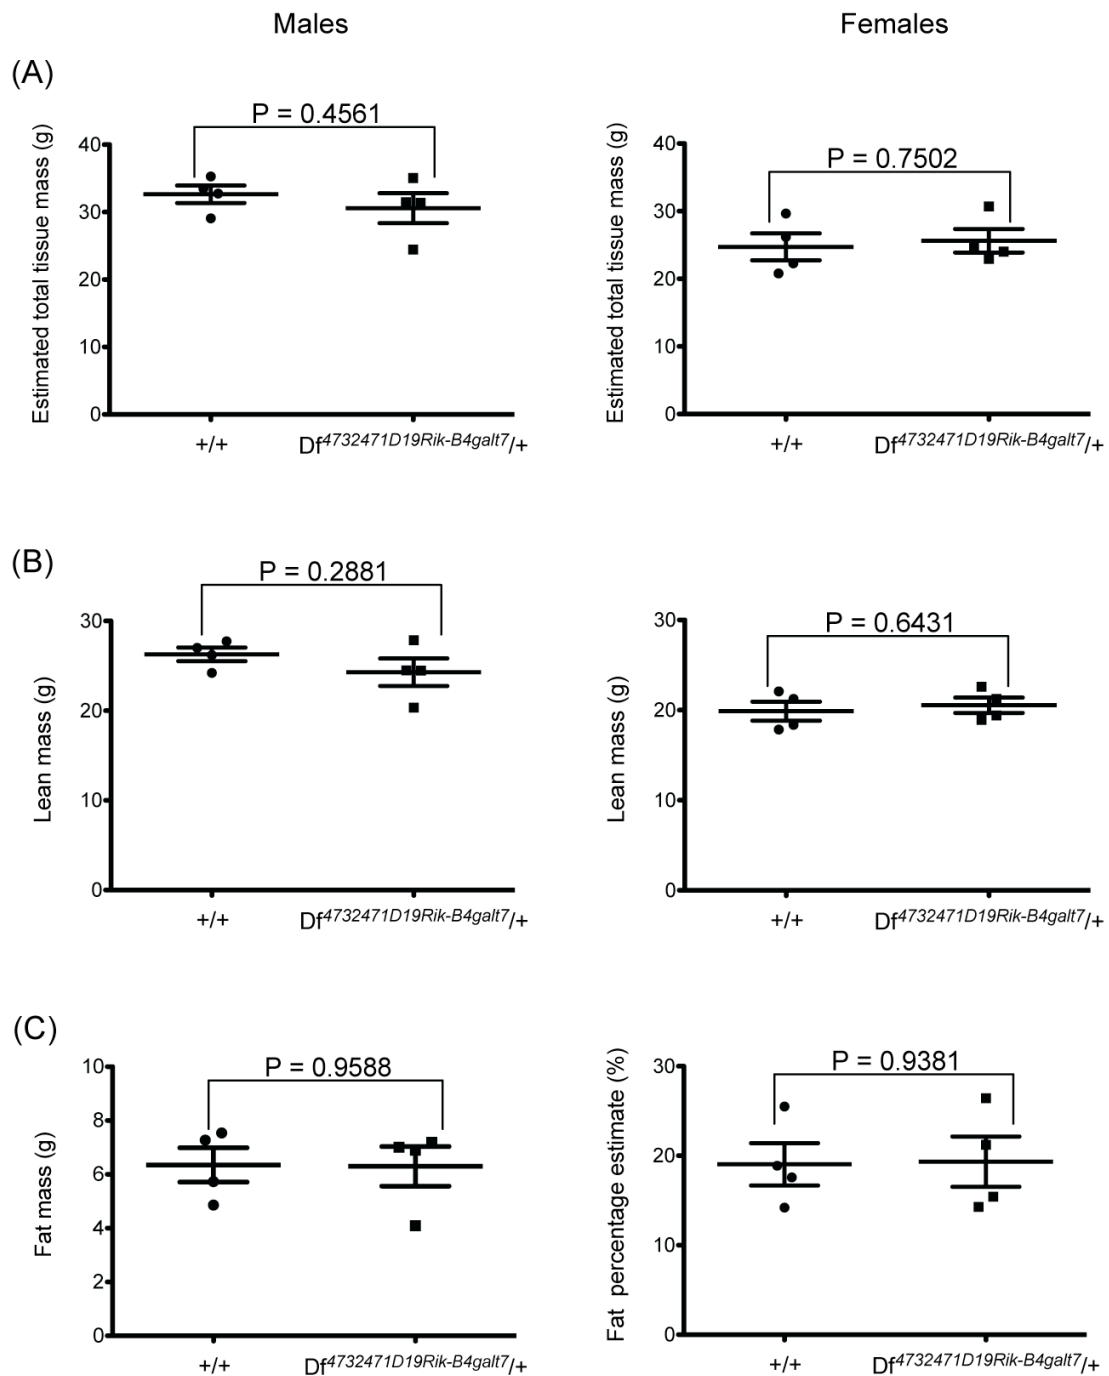 Males
Females
(A)
P = 0.4561
P = 0.7502
Estimated total tissue mass (g)
40
30
20
10
0
+/+
Df4732471D19Rik-B4galt7/+
Estimated total tissue mass (g)
40
30
20
10
0
+/+
Df4732471D19Rik-B4galt7/+
(B)
P = 0.2881
P = 0.6431
Lean mass (g)
30
20
10
0
+/+
Df4732471D19Rik-B4galt7/+
Lean mass (g)
30
20
10
0
+/+
Df4732471D19Rik-B4galt7/+
(C)
P = 0.9588
P = 0.9381
Fat mass (g)
10
8
6
4
2
0
+/+
Df4732471D19Rik-B4galt7/+
Fat percentage estimate (%)
30
20
10
0
+/+
Df4732471D19Rik-B4galt7/+